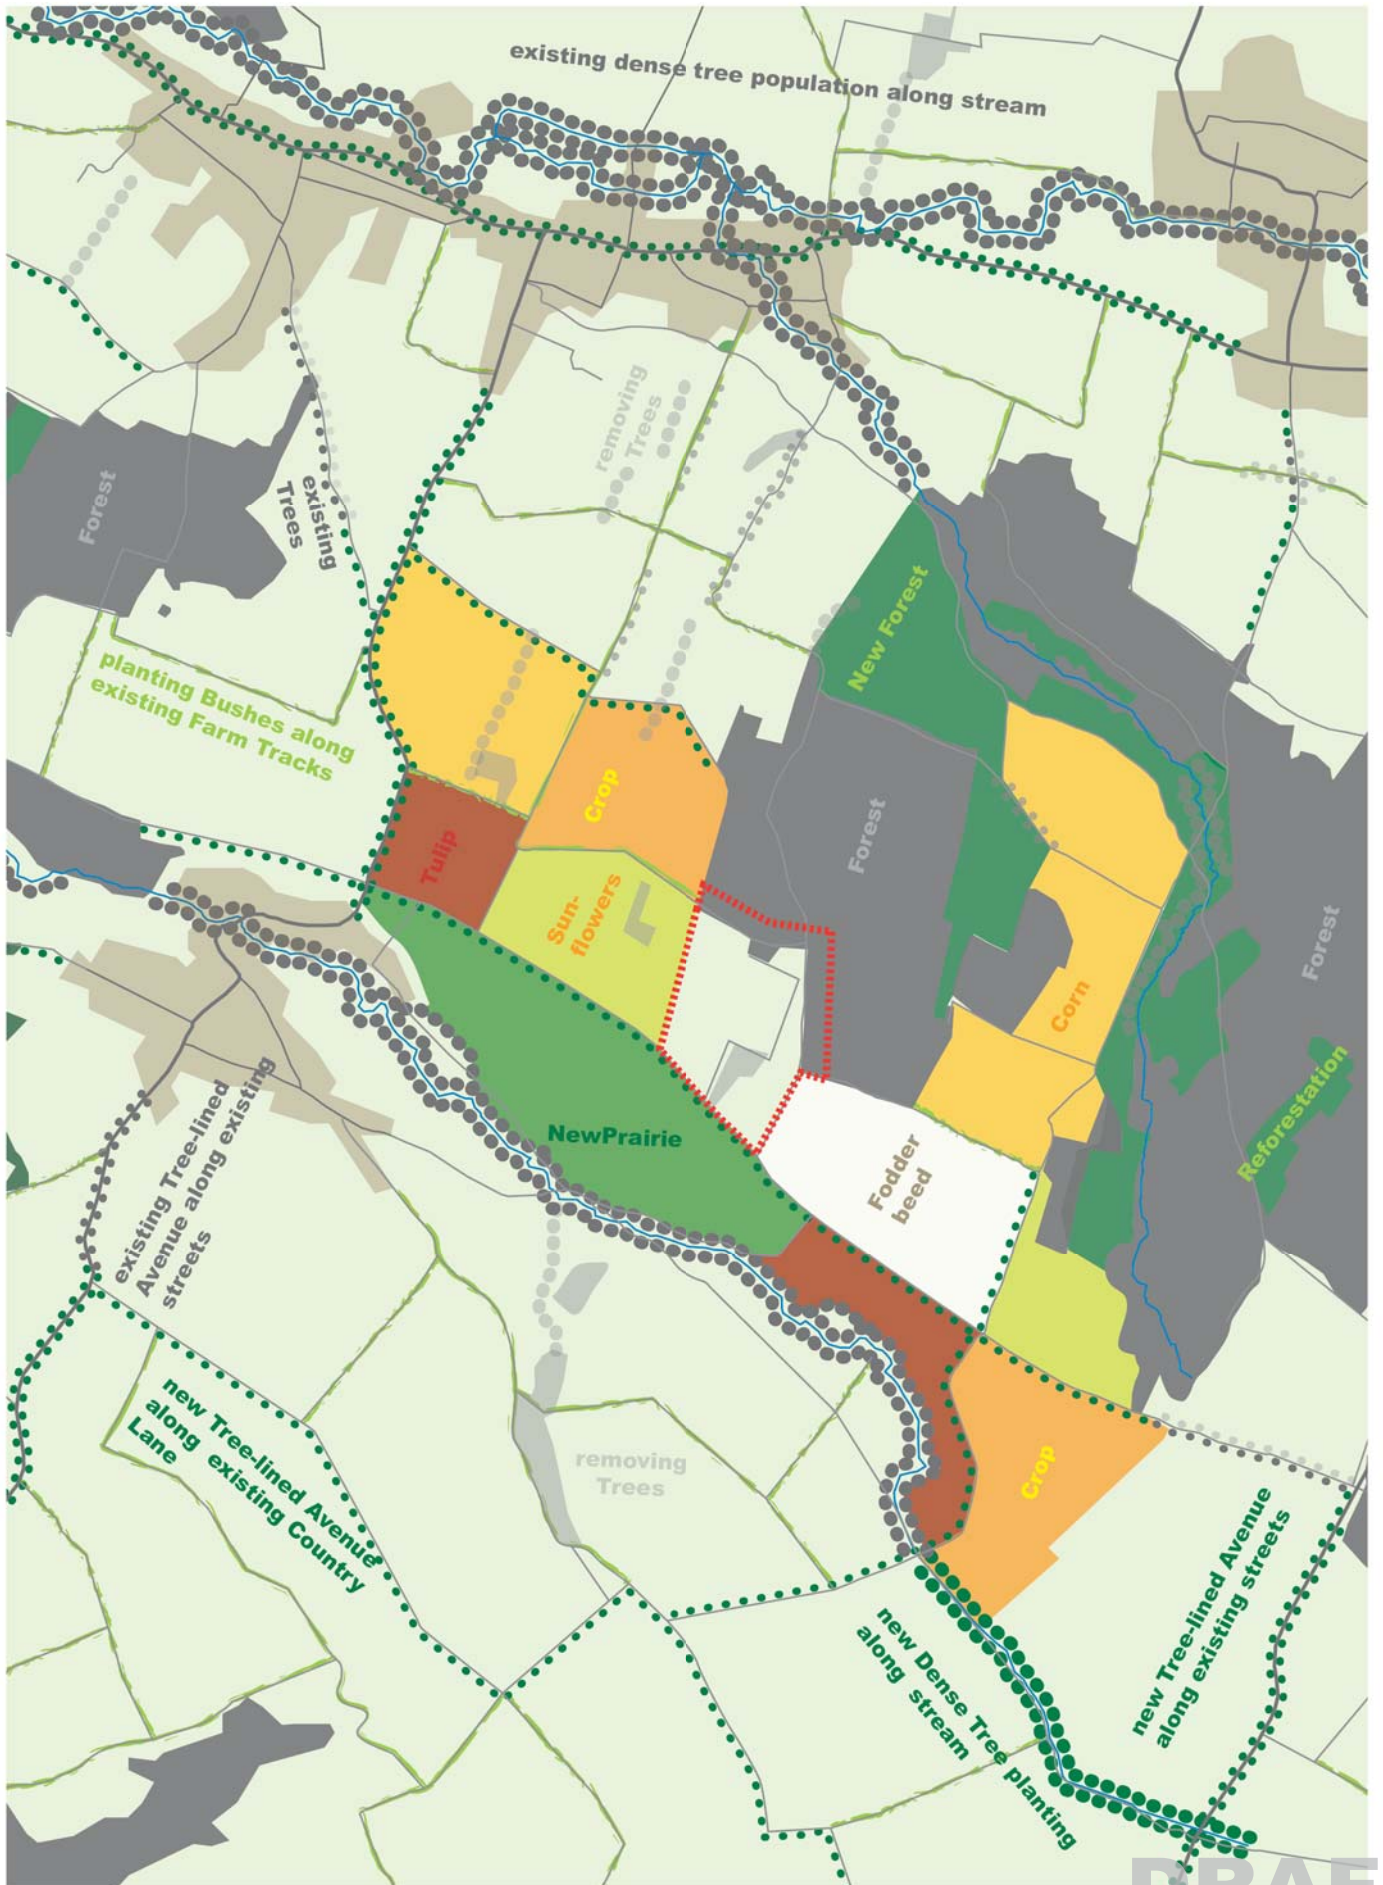 existing dense tree population along stream
removing
Trees
Forest
existing
Trees
New Forest
planting Bushes along
existing Farm Tracks
Crop
Tulip
Forest
Sun-
flowers
Forest
Corn
Reforestation
NewPrairie
Fodder
beed
existing Tree-lined
Avenue along existing
streets
new Tree-lined Avenue
along existing Country
Lane
removing
Trees
Crop
new Tree-lined Avenue
along existing streets
new Dense Tree planting
along stream